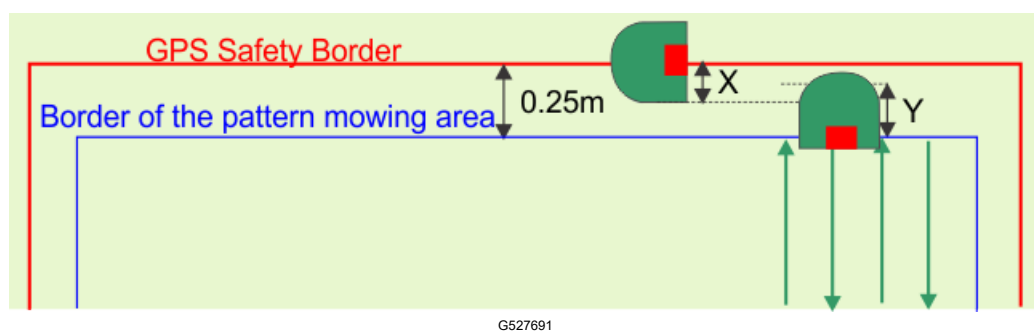 GPS Safety Border
X
0.25m
Border of the pattern mowing area
Y
G527691